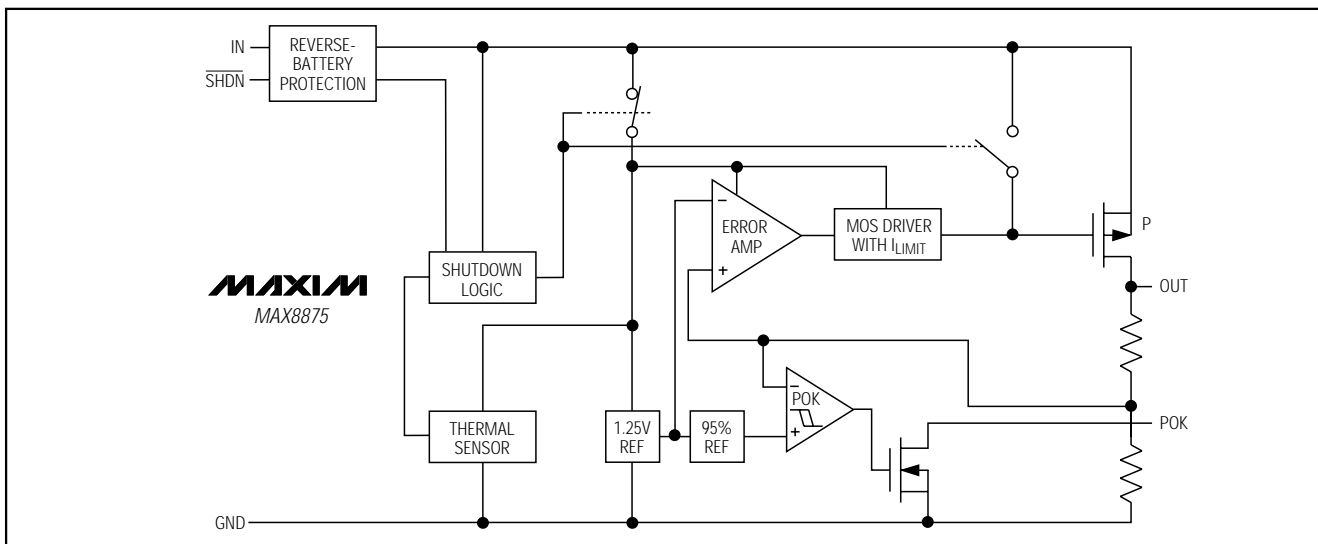 IN
SHDN
REVERSE-
BATTERY
PROTECTION
ERROR
AMP
−
+
MOS DRIVER
WITH ILIMIT
P
SHUTDOWN
LOGIC
MAXIM
MAX8875
OUT
THERMAL
SENSOR
1.25V
REF
95%
REF
−
POK
+
POK
GND